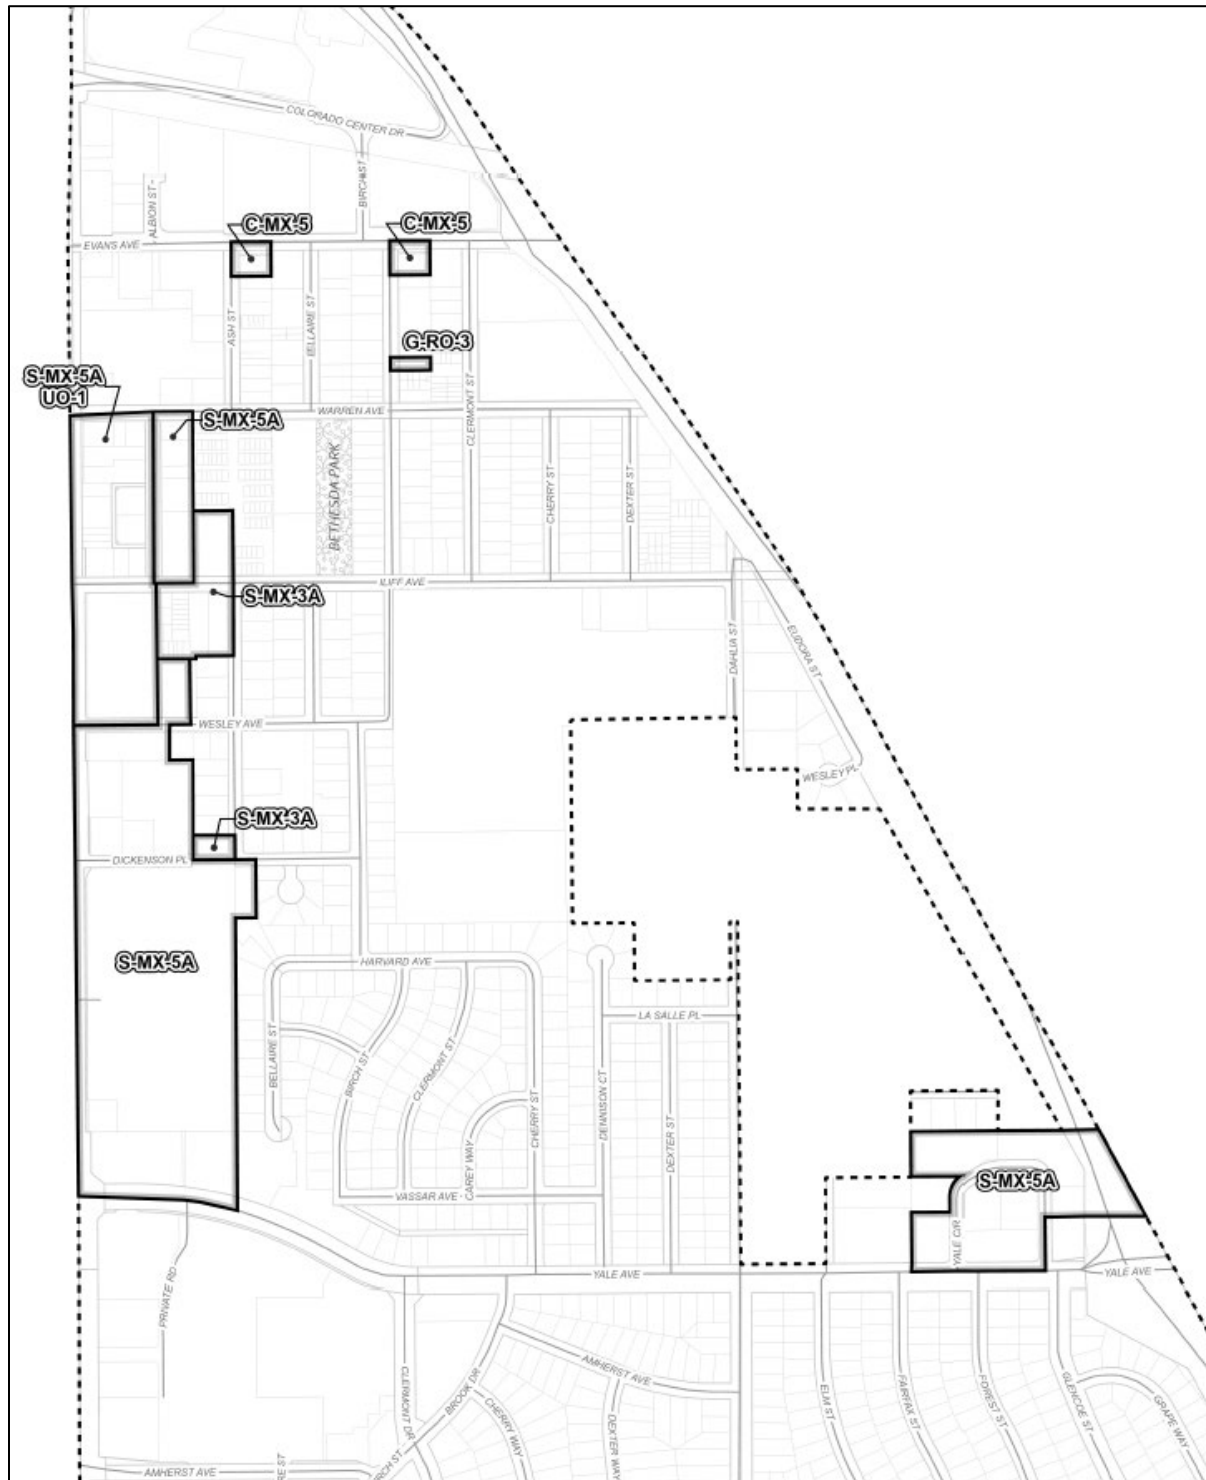 COLORADO CENTER DR
BIRCH ST
ALBION ST
C-MX-5
C-MX-5
EVANS AVE
ASH ST
BELLAIRE ST
G-RO-3
S-MX-5A
UO-1
CLERMONT ST
S-MX-5A
WARREN AVE
BETHESDA PARK
CHERRY ST
DEXTER ST
ILIFF AVE
S-MX-3A
DAHLIA ST
EUDORA ST
WESLEY AVE
WESLEY PL
S-MX-3A
DICKENSON PL
S-MX-5A
HARVARD AVE
LA SALLE PL
BELLAIRE ST
BIRCH ST
CLERMONT ST
CHERRY ST
DENNISON CT
DEXTER ST
CAREY WAY
VASSAR AVE
S-MX-5A
YALE CIR
YALE AVE
YALE AVE
PRIVATE RD
AMHERST AVE
CLERMONT DR
BROOK DR
CHERRY WAY
DEXTER WAY
ELM ST
FAIRFAX ST
FOREST ST
GLENCOE ST
GRAPE WAY
AMHERST AVE
RE ST
RCH ST